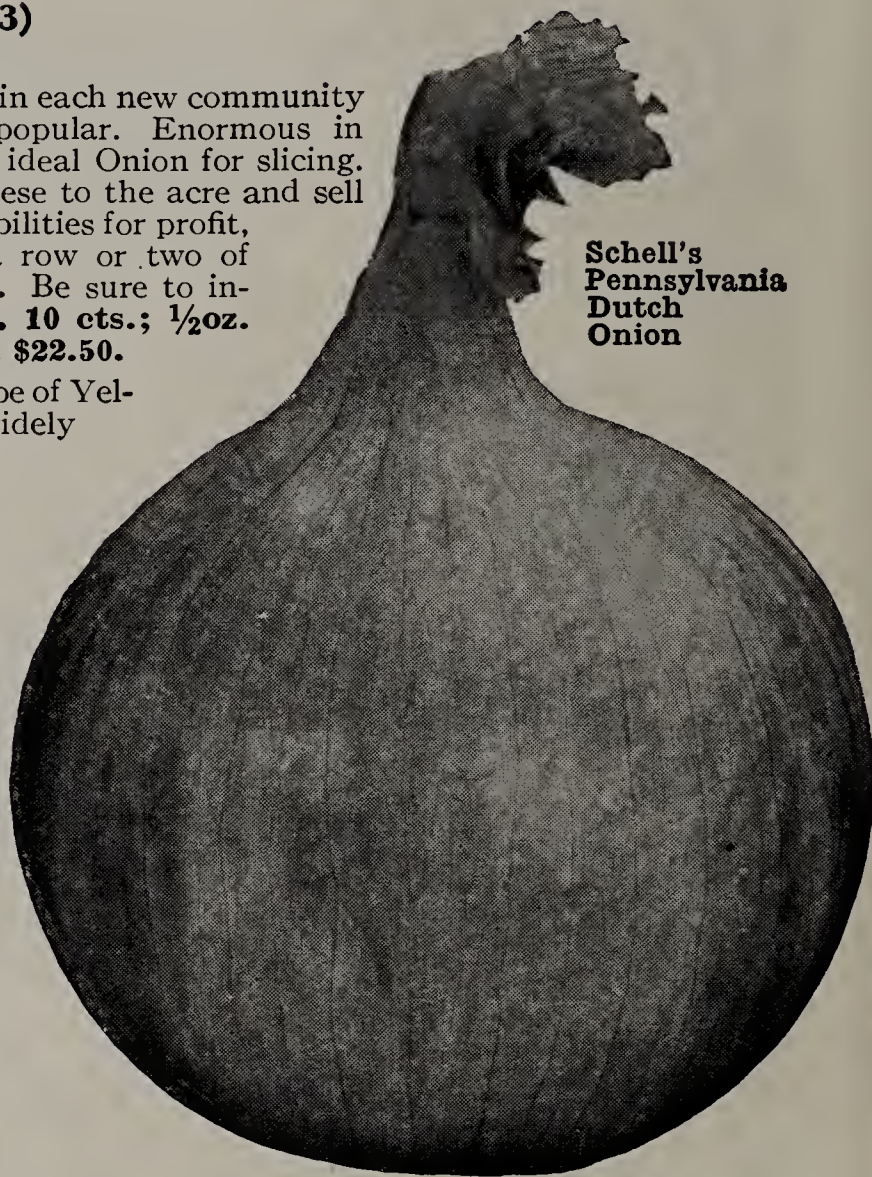 3)
in each new community
popular. Enormous in
ideal Onion for slicing.
ese to the acre and sell
bilities for profit,
row or two of
. Be sure to in-
. 10 cts.; ½oz.
$22.50.
pe of Yel-
idely
Schell's
Pennsylvania
Dutch
Onion